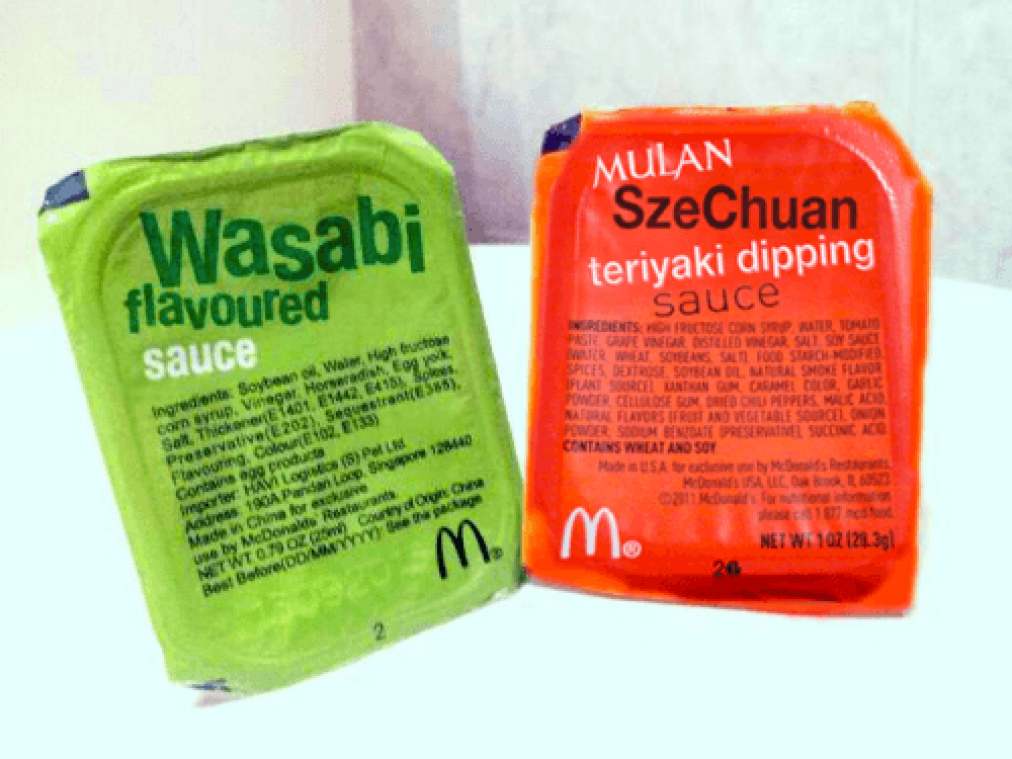 Wasabi
flavoured
sauce
Ingredients: Soybean oil, Water, High fructose
corn syrup, Vinegar, Horseradish, Egg yolk,
Salt, Thickener(E1401, E1442, E415), Spices,
Preservative(E202), Sequestrant(E385),
Flavouring, Colour(E102, E133)
Contains egg products
Importer: HAVI Logistics (S) Pet Ltd.
Address: 190A Pandan Loop, Singapore 128440
Made in China for exclusive
use by McDonalds Restaurants.
NET WT. 0.79 OZ (25ml) Country of Origin: China
Best Before(DD/MM/YYYY): See the package
®
2
MULAN
SzeChuan
teriyaki dipping
sauce
INGREDIENTS: HIGH FRUCTOSE CORN SYRUP, WATER, TOMATO
PASTE, GRAPE VINEGAR, DISTILLED VINEGAR, SALT, SOY SAUCE
(WATER, WHEAT, SOYBEANS, SALT), FOOD STARCH-MODIFIED,
SPICES, DEXTROSE, SOYBEAN OIL, NATURAL SMOKE FLAVOR
(PLANT SOURCE), XANTHAN GUM, CARAMEL COLOR, GARLIC
POWDER, CELLULOSE GUM, DRIED CHILI PEPPERS, MALIC ACID,
NATURAL FLAVORS (FRUIT AND VEGETABLE SOURCE), ONION
POWDER, SODIUM BENZOATE (PRESERVATIVE), SUCCINIC ACID.
CONTAINS WHEAT AND SOY
Made in U.S.A. for exclusive use by McDonald's Restaurants.
McDonald's USA, LLC, Oak Brook, IL 60523
©2011 McDonald's. For nutritional information
please call 1 877 mcd food.
®
NET WT 1 OZ (28.3g)
26